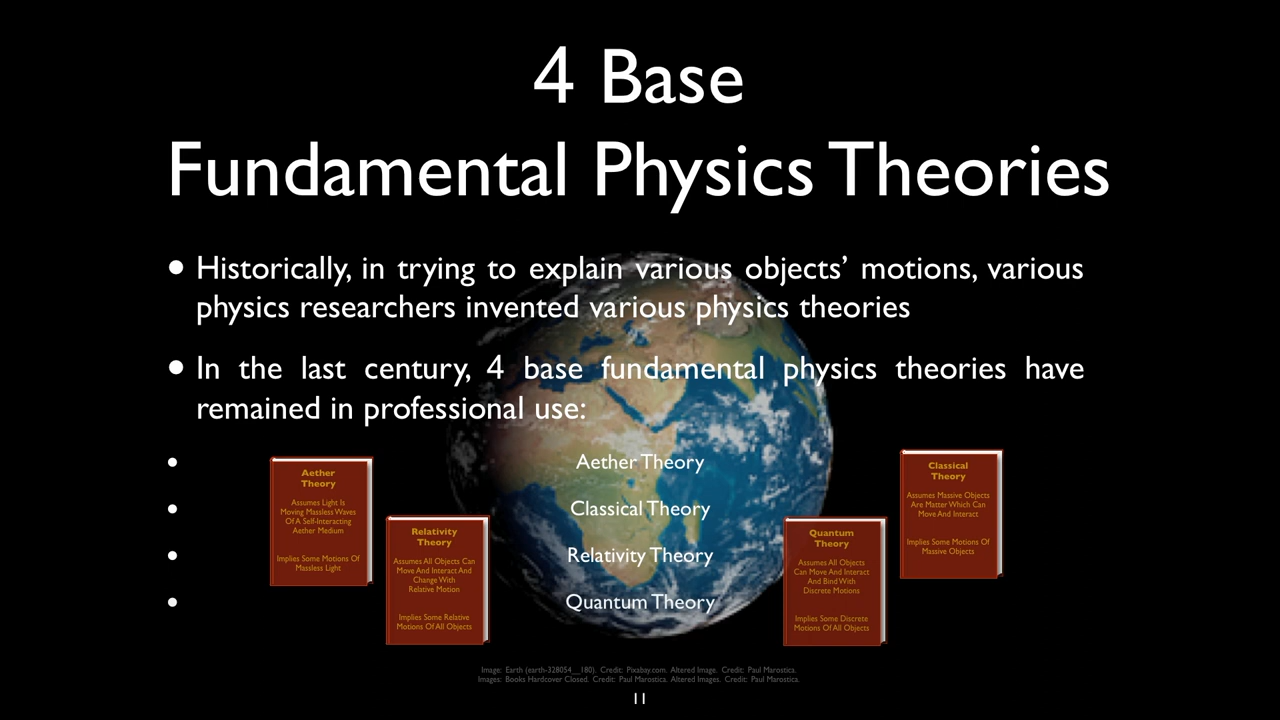 4 Base
Fundamental Physics Theories
• Historically, in trying to explain various objects’ motions, various
physics researchers invented various physics theories
• In the last century, 4 base fundamental physics theories have
remained in professional use:
• Aether Theory
• Classical Theory
• Relativity Theory
• Quantum Theory
Aether
Theory
Assumes Light Is
Moving Massless Waves
Of A Self-Interacting
Aether Medium
Implies Some Motions Of
Massless Light
Relativity
Theory
Assumes All Objects Can
Move And Interact And
Change With
Relative Motion
Implies Some Relative
Motions Of All Objects
Quantum
Theory
Assumes All Objects
Can Move And Interact
And Bind With
Discrete Motions
Implies Some Discrete
Motions Of All Objects
Classical
Theory
Assumes Massive Objects
Are Matter Which Can
Move And Interact
Implies Some Motions Of
Massive Objects
Image: Earth (earth-328054__180). Credit: Pixabay.com. Altered Image. Credit: Paul Marostica.
Images: Books Hardcover Closed. Credit: Paul Marostica. Altered Images. Credit: Paul Marostica.
11